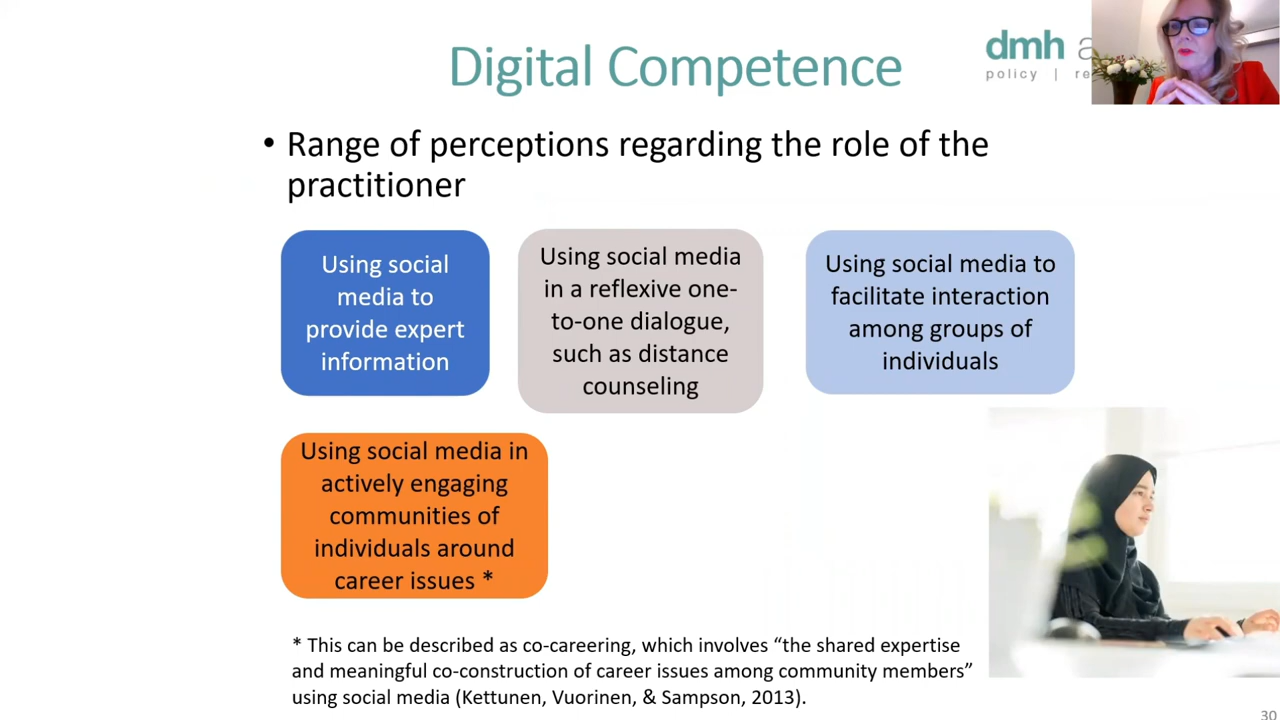 Digital Competence
dmh
policy | re
• Range of perceptions regarding the role of the
practitioner
Using social
media to
provide expert
information
Using social media
in a reflexive one-
to-one dialogue,
such as distance
counseling
Using social media to
facilitate interaction
among groups of
individuals
Using social media in
actively engaging
communities of
individuals around
career issues *
* This can be described as co-careering, which involves “the shared expertise
and meaningful co-construction of career issues among community members”
using social media (Kettunen, Vuorinen, & Sampson, 2013).
30